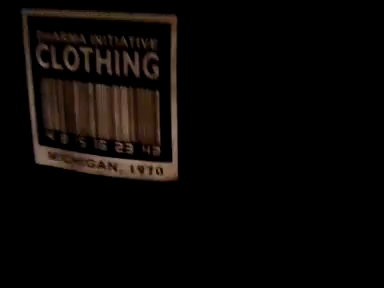 DHARMA INITIATIVE
CLOTHING
4 8 15 16 23 42
MICHIGAN, 1970